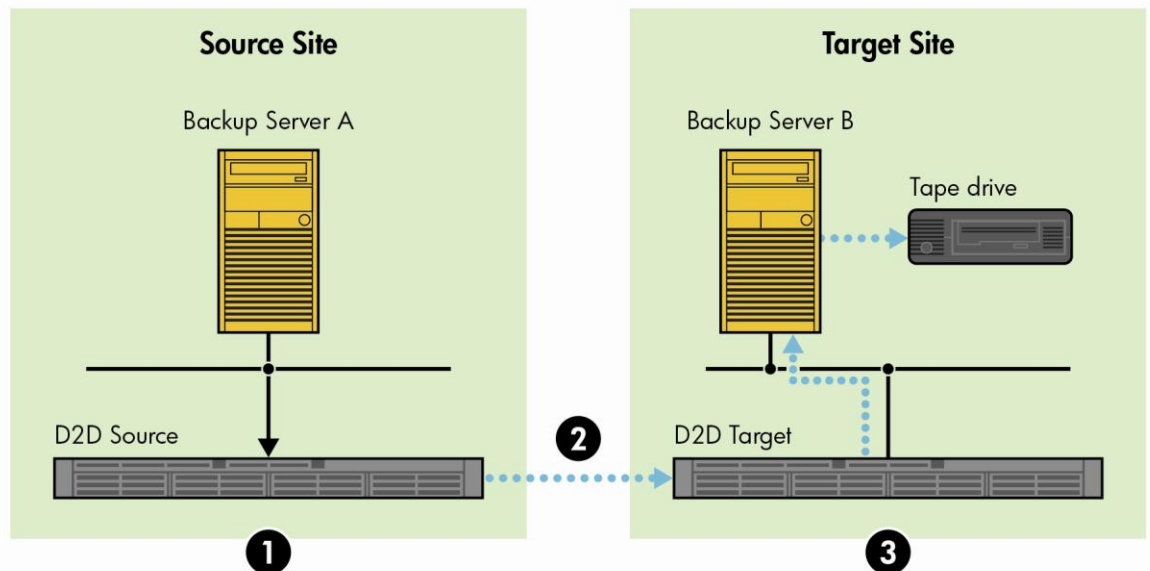 Source Site
Backup Server A
D2D Source
1
2
Target Site
Backup Server B
Tape drive
D2D Target
3